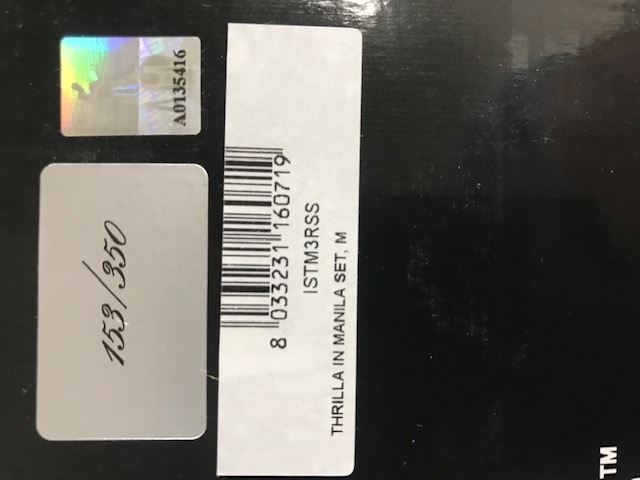 A0135416
153/350
8 033231 160719
ISTM3RSS
THRILLA IN MANILA SET, M
TM